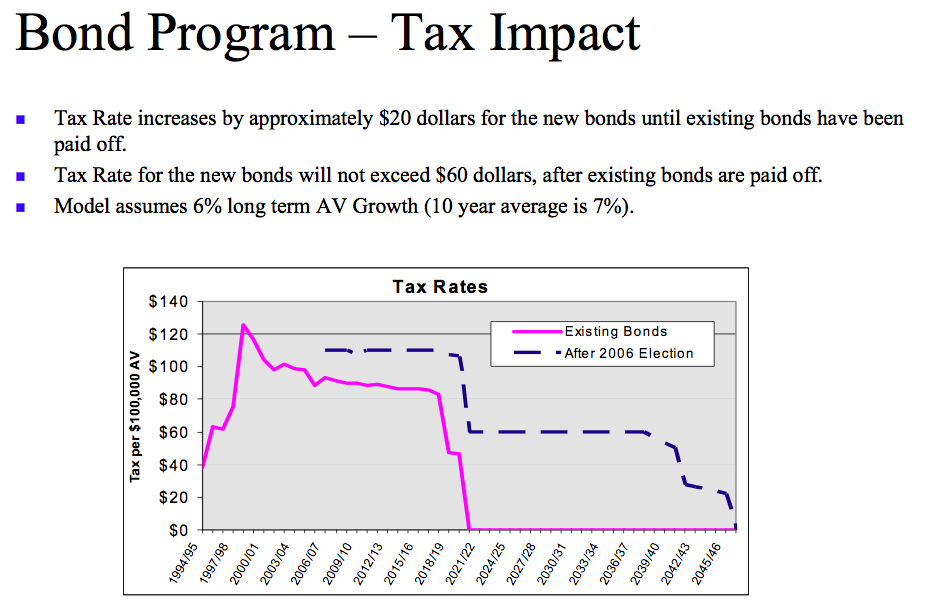 Bond Program – Tax Impact
Tax Rate increases by approximately $20 dollars for the new bonds until existing bonds have been
paid off.
Tax Rate for the new bonds will not exceed $60 dollars, after existing bonds are paid off.
Model assumes 6% long term AV Growth (10 year average is 7%).
Tax Rates
Tax per $100,000 AV
$140
$120
$100
$80
$60
$40
$20
$0
Existing Bonds
After 2006 Election
1994/95
1997/98
2000/01
2003/04
2006/07
2009/10
2012/13
2015/16
2018/19
2021/22
2024/25
2027/28
2030/31
2033/34
2036/37
2039/40
2042/43
2045/46